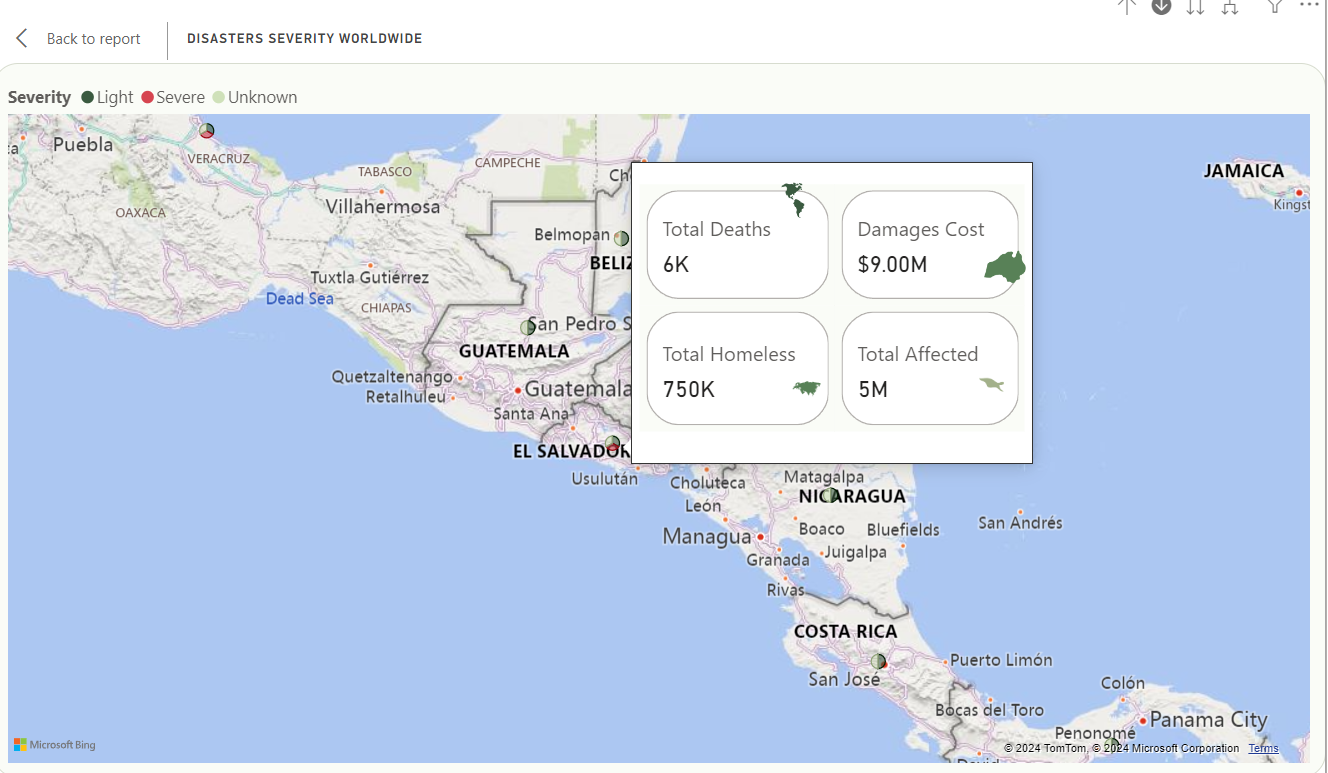 Back to report
DISASTERS SEVERITY WORLDWIDE
Severity Light Severe Unknown
Puebla
VERACRUZ
TABASCO
CAMPECHE
JAMAICA
OAXACA
Villahermosa
Kingst
Belmopan
BELIZ
Total Deaths
6K
Damages Cost
$9.00M
Tuxtla Gutiérrez
Dead Sea
CHIAPAS
San Pedro S
GUATEMALA
Total Homeless
750K
Total Affected
5M
Quetzaltenango
Retalhuleu
Guatemala
Santa Ana
EL SALVADOR
Usulután
Choluteca
Matagalpa
NICARAGUA
León
Managua
Boaco
Bluefields
San Andrés
Granada
Juigalpa
Rivas
COSTA RICA
San José
Puerto Limón
Bocas del Toro
Colón
Panama City
Penonomé
David
Microsoft Bing
© 2024 TomTom, © 2024 Microsoft Corporation Terms